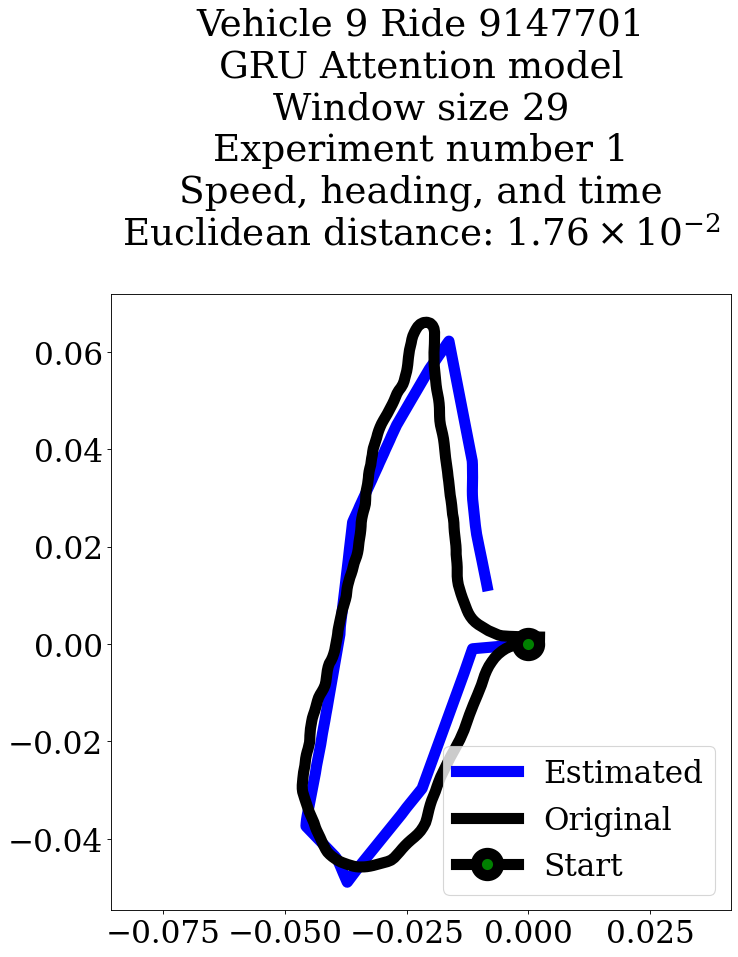 Vehicle 9 Ride 9147701
GRU Attention model
Window size 29
Experiment number 1
Speed, heading, and time
Euclidean distance: 1.76 × 10⁻²
0.06
0.04
0.02
0.00
−0.02
−0.04
Estimated
Original
Start
−0.075 −0.050 −0.025 0.000 0.025